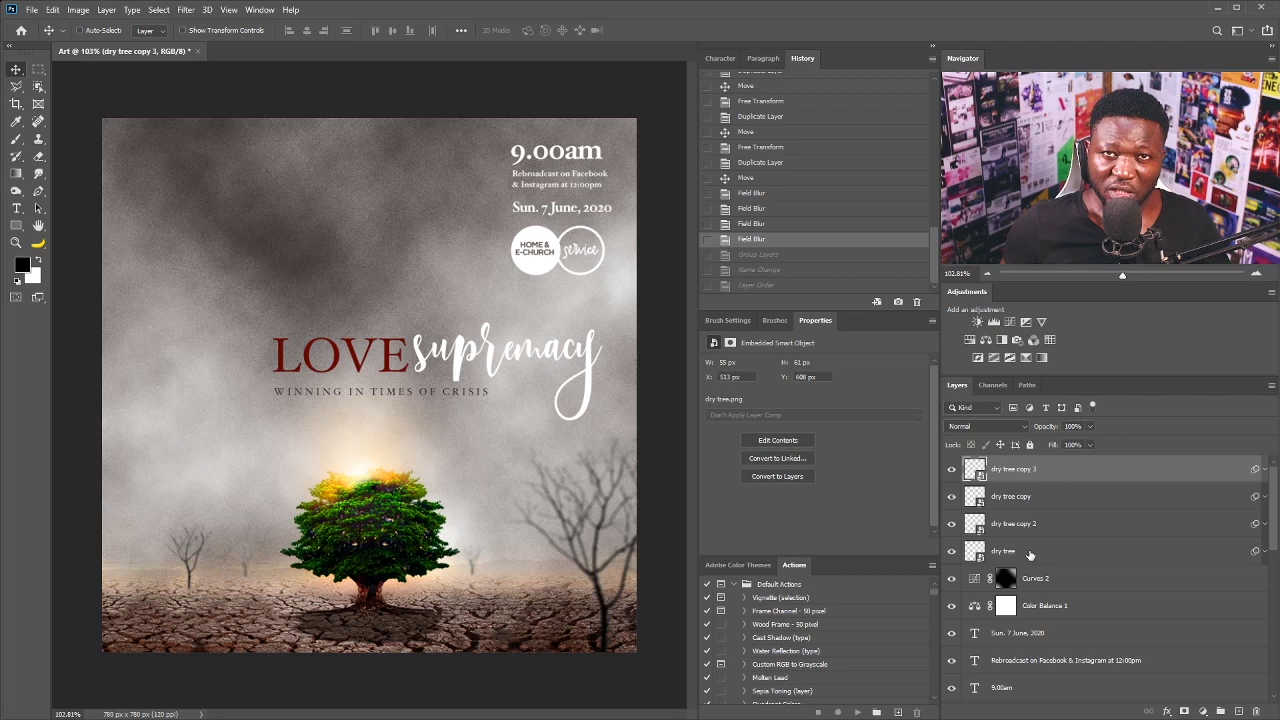 File Edit Image Layer Type Select Filter 3D View Window Help
Auto-Select: Layer Show Transform Controls 3D Mode:
Art @ 103% (dry tree copy 3, RGB/8) *
9.00am
Rebroadcast on Facebook
& Instagram at 12:00pm
Sun. 7 June, 2020
HOME &
E-CHURCH
service
LOVE supremacy
WINNING IN TIMES OF CRISIS
102.81% 780 px x 780 px (120 ppi)
Character Paragraph History
Move
Free Transform
Duplicate Layer
Move
Free Transform
Duplicate Layer
Move
Field Blur
Field Blur
Field Blur
Field Blur
Group Layers
Name Change
Layer Order
Brush Settings Brushes Properties
Embedded Smart Object
W: 55 px H: 61 px
X: 513 px Y: 608 px
dry tree.png
Don't Apply Layer Comp
Edit Contents
Convert to Linked...
Convert to Layers
Adobe Color Themes Actions
Default Actions
Vignette (selection)
Frame Channel - 50 pixel
Wood Frame - 50 pixel
Cast Shadow (type)
Water Reflection (type)
Custom RGB to Grayscale
Molten Lead
Sepia Toning (layer)
Quadrant Colors
Navigator
102.81%
Adjustments
Add an adjustment
Layers Channels Paths
Kind
Normal Opacity: 100%
Lock: Fill: 100%
dry tree copy 3
dry tree copy
dry tree copy 2
dry tree
Curves 2
Color Balance 1
T Sun. 7 June, 2020
T Rebroadcast on Facebook & Instagram at 12:00pm
T 9.00am